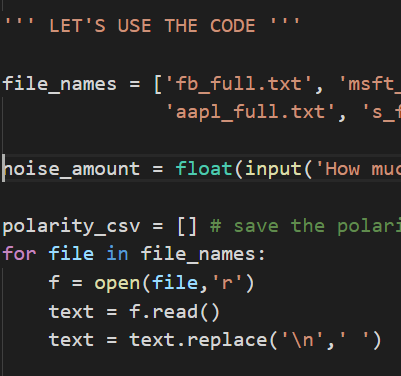 ''' LET'S USE THE CODE '''
file_names = ['fb_full.txt', 'msft_
'aapl_full.txt', 's_f
noise_amount = float(input('How muc
polarity_csv = [] # save the polari
for file in file_names:
f = open(file,'r')
text = f.read()
text = text.replace('\n',' ')